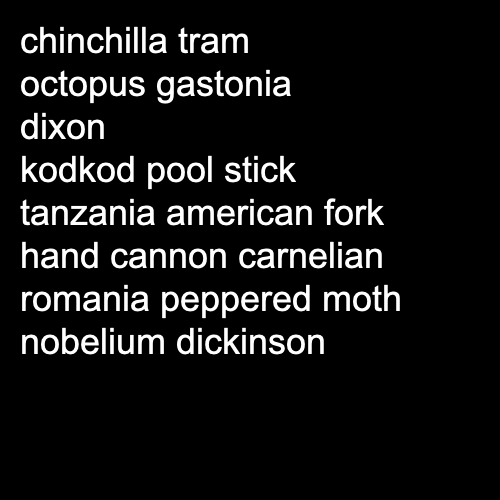 chinchilla tram
octopus gastonia
dixon
kodkod pool stick
tanzania american fork
hand cannon carnelian
romania peppered moth
nobelium dickinson